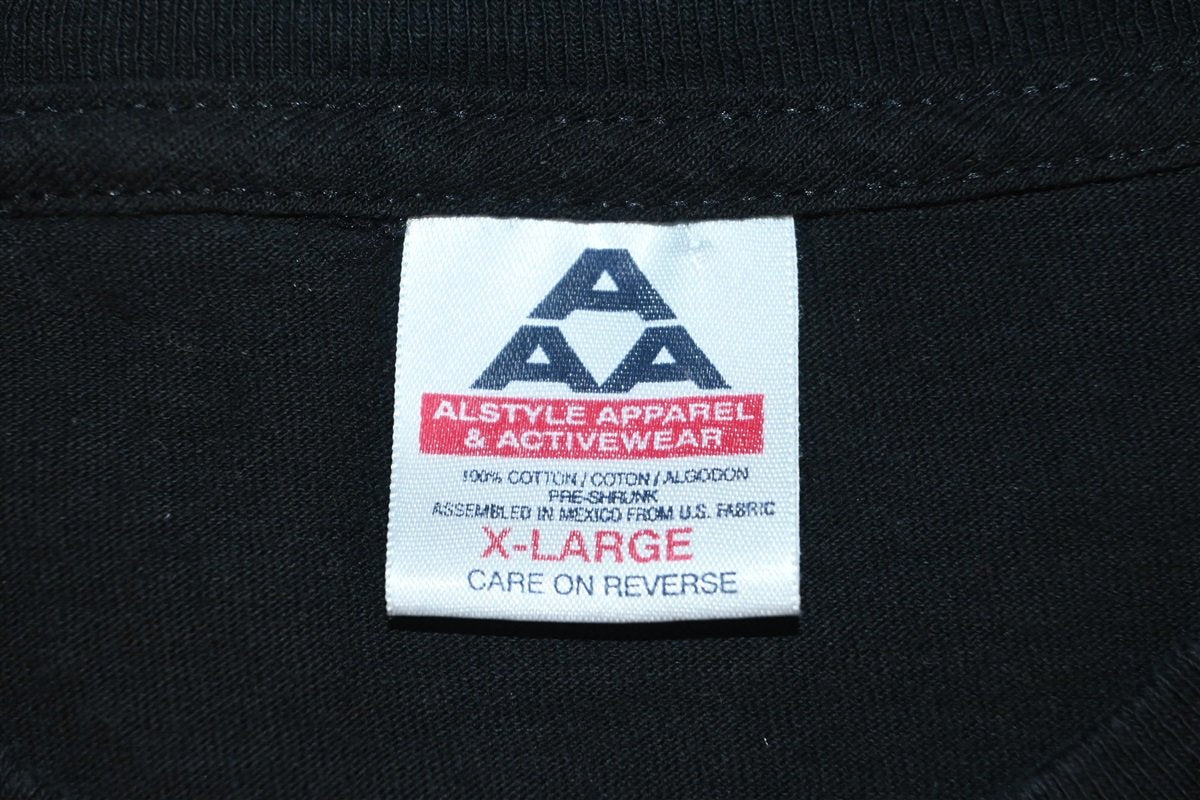 A
A A
ALSTYLE APPAREL
& ACTIVEWEAR
100% COTTON / COTON / ALGODON
PRE-SHRUNK
ASSEMBLED IN MEXICO FROM U.S. FABRIC
X-LARGE
CARE ON REVERSE